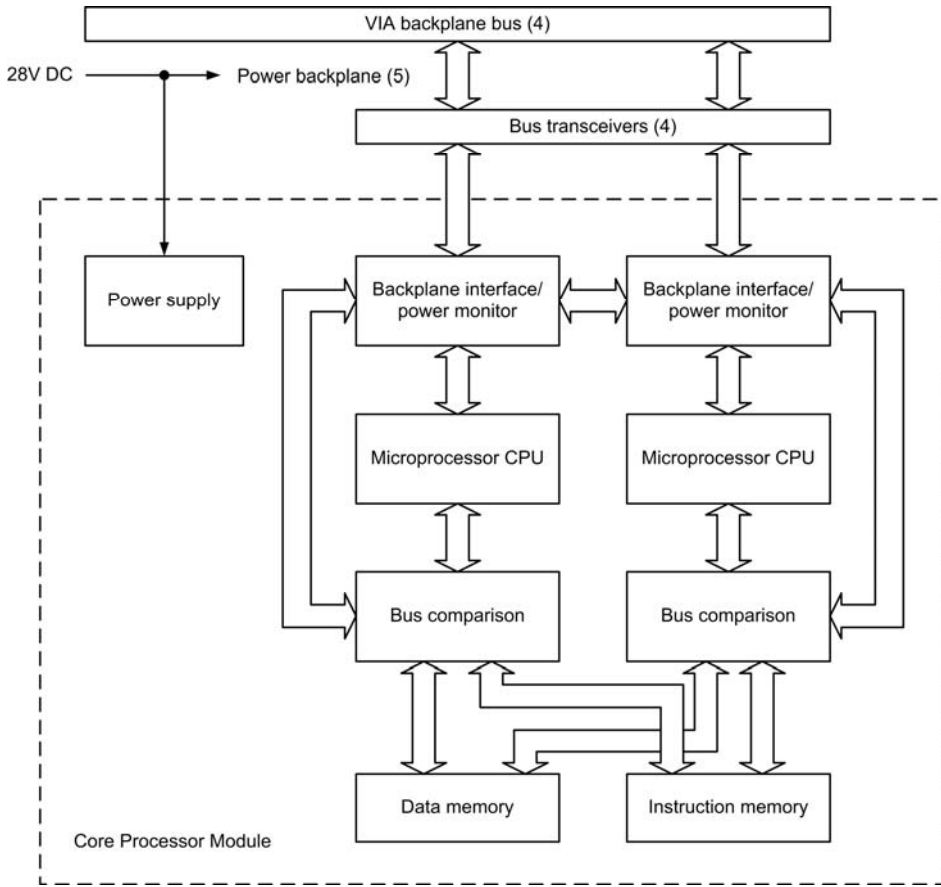 VIA backplane bus (4)
28V DC
Power backplane (5)
Bus transceivers (4)
Power supply
Backplane interface/
power monitor
Backplane interface/
power monitor
Microprocessor CPU
Microprocessor CPU
Bus comparison
Bus comparison
Data memory
Instruction memory
Core Processor Module